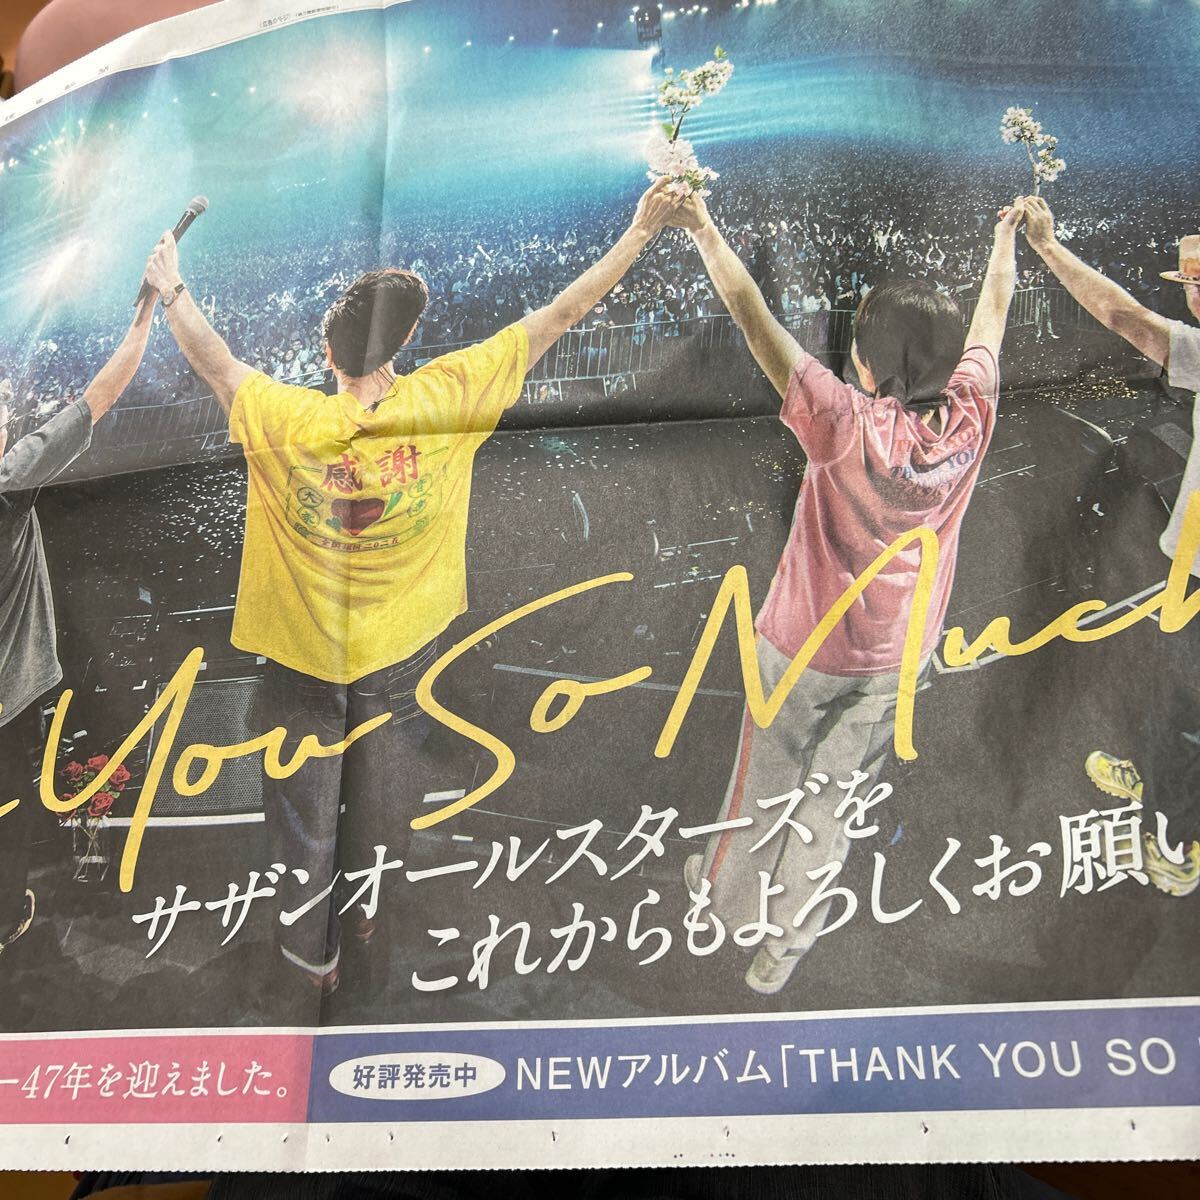 感謝
You So Much
サザンオールスターズを
これからもよろしくお願い
47年を迎えました。
好評発売中
NEWアルバム「THANK YOU SO